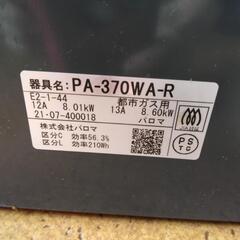 器具名: PA-370WA-R
E2-1-44
都市ガス用
12A 8.01kW 13A 8.60kW
21-07-400018 パロマ
株式会社パロマ
区分C 効率56.3%
区分L 効率210Wh
PS
TG